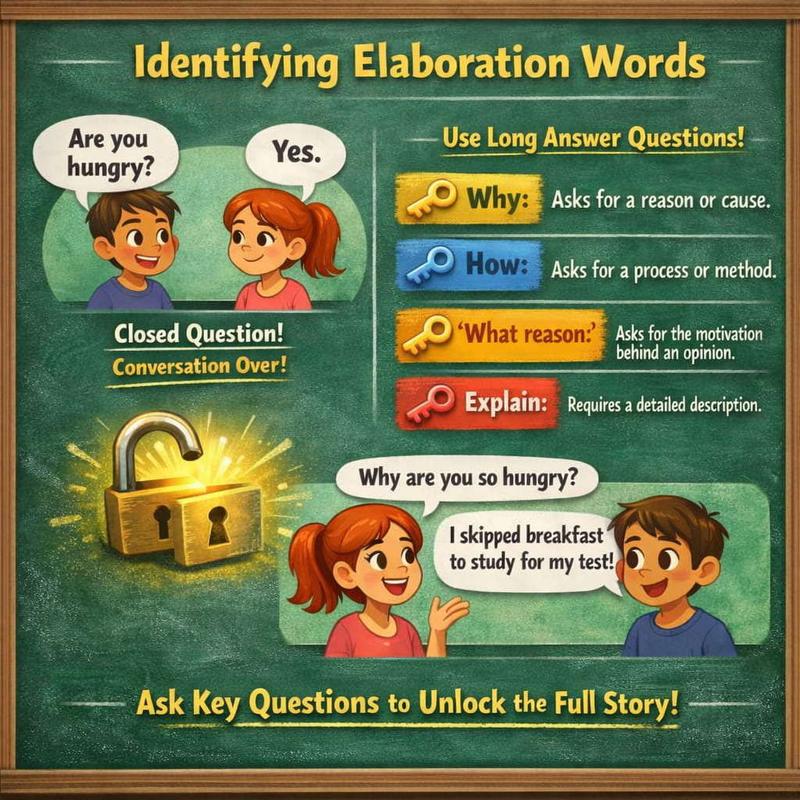 Identifying Elaboration Words
Are you
hungry?
Yes.
Closed Question!
Conversation Over!
Use Long Answer Questions!
Why: Asks for a reason or cause.
How: Asks for a process or method.
‘What reason:’ Asks for the motivation
behind an opinion.
Explain: Requires a detailed description.
Why are you so hungry?
I skipped breakfast
to study for my test!
Ask Key Questions to Unlock the Full Story!